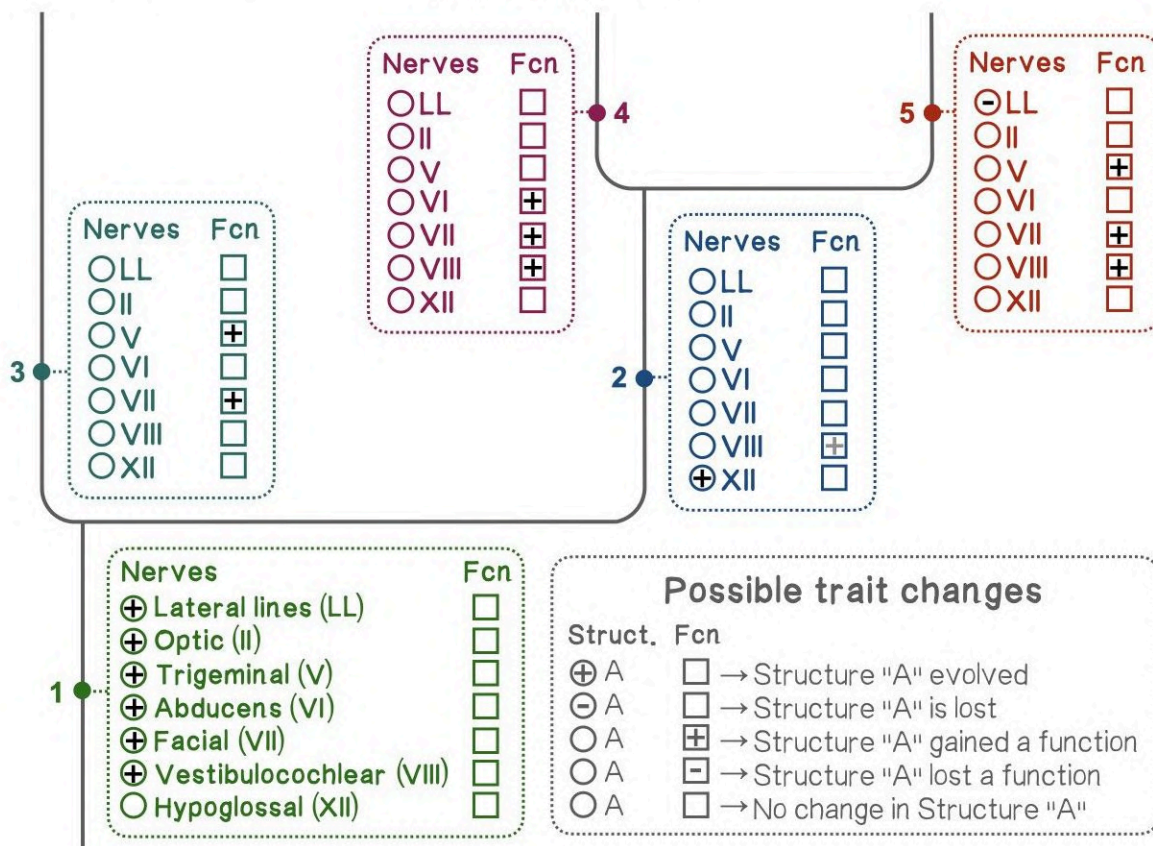 Nerves Fcn
LL
II
V
VI
VII
VIII
XII
4
Nerves Fcn
- LL
II
V +
VI
VII +
VIII +
XII
5
Nerves Fcn
LL
II
V +
VI
VII +
VIII
XII
3
Nerves Fcn
LL
II
V
VI
VII
VIII +
+ XII
2
Nerves Fcn
+ Lateral lines (LL)
+ Optic (II)
+ Trigeminal (V)
+ Abducens (VI)
+ Facial (VII)
+ Vestibulocochlear (VIII)
Hypoglossal (XII)
1
Possible trait changes
Struct. Fcn
+ A → Structure "A" evolved
- A → Structure "A" is lost
A + → Structure "A" gained a function
A - → Structure "A" lost a function
A → No change in Structure "A"